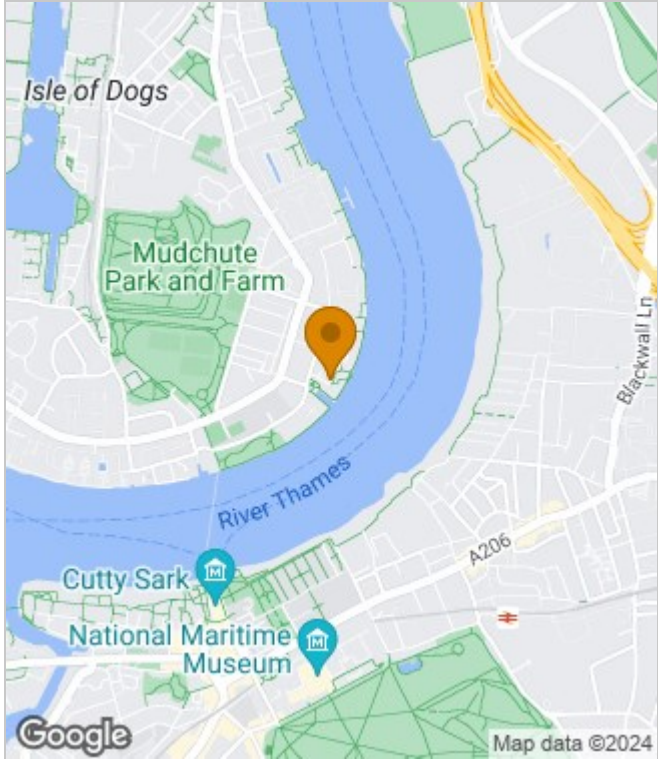 Isle of Dogs
Mudchute
Park and Farm
Blackwall Ln
River Thames
A206
Cutty Sark
National Maritime
Museum
Google
Map data ©2024